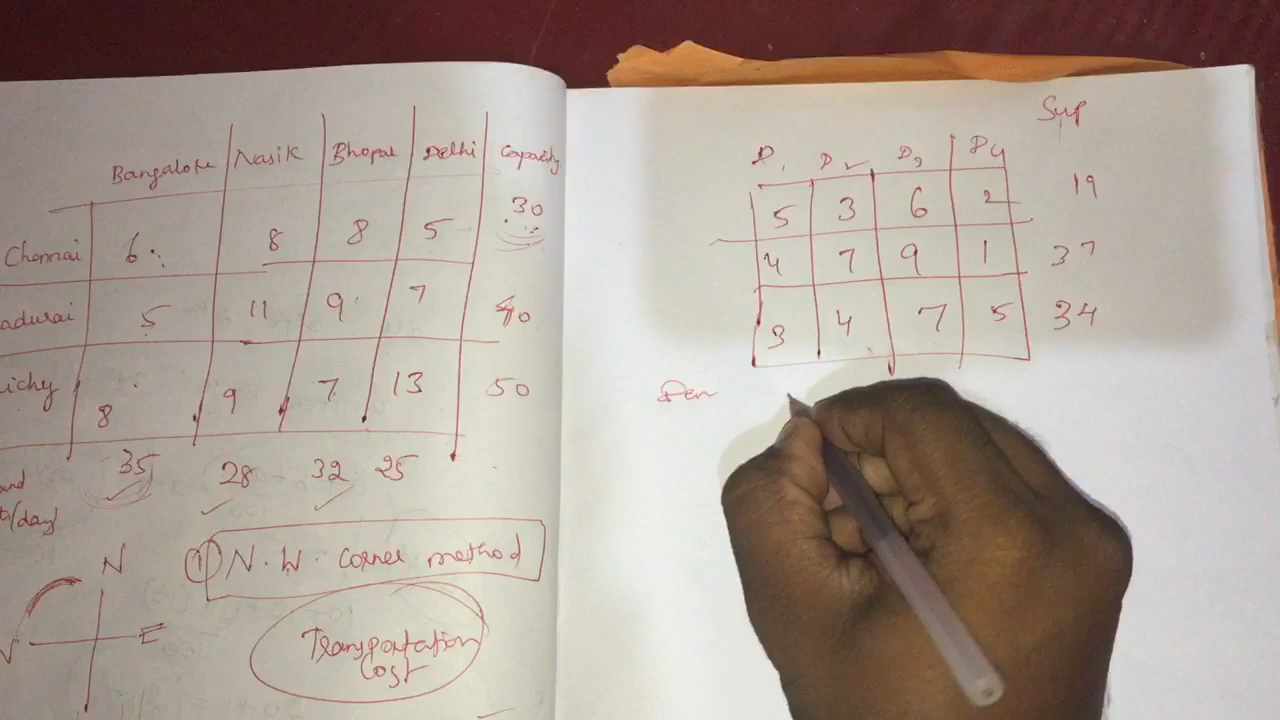 Bangalore Nasik Bhopal Delhi Capacity
Chennai 6 8 8 5 30
adurai 5 11 9 7 40
ichy 8 9 7 13 50
35 28 32 25
/day
① N.W. Corner method
N
E
Transportation
Cost
Sup
D1 D2 D3 D4
5 3 6 2 19
4 7 9 1 37
3 4 7 5 34